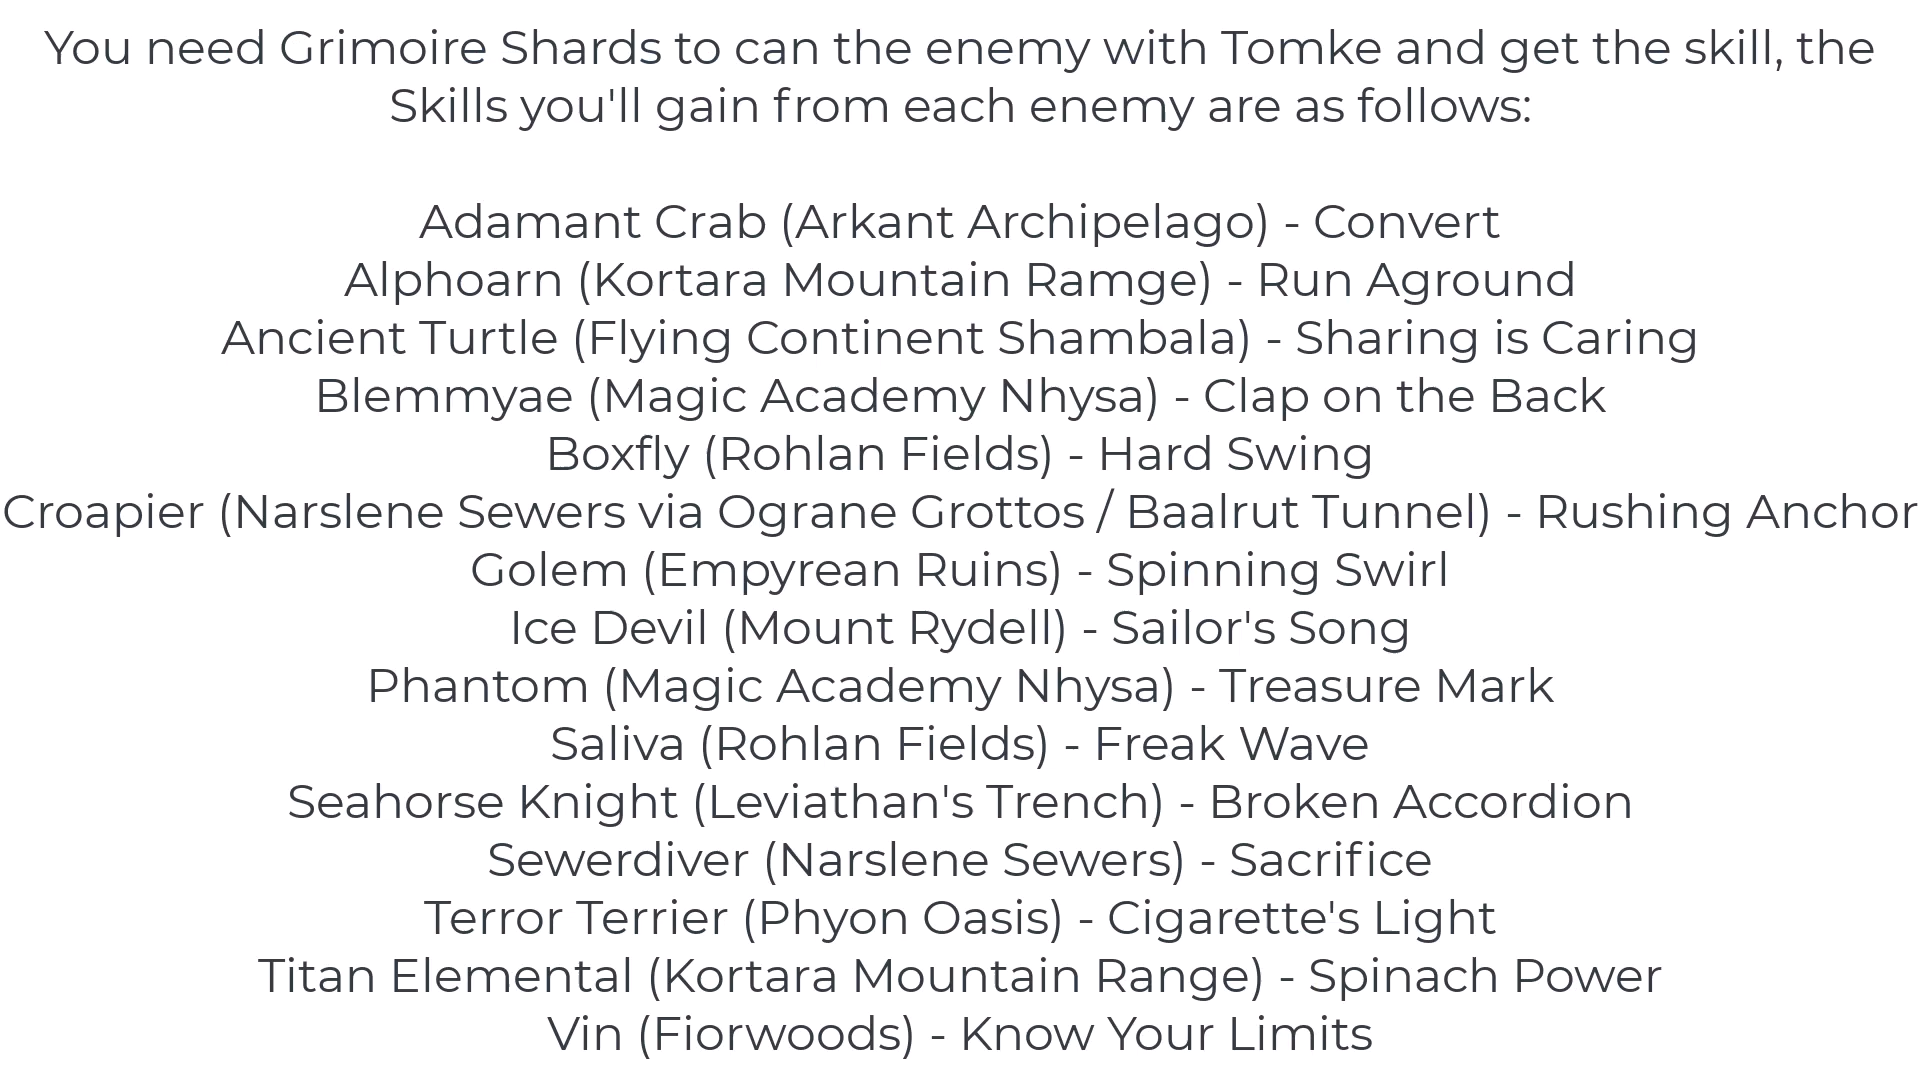 You need Grimoire Shards to can the enemy with Tomke and get the skill, the
Skills you'll gain from each enemy are as follows:
Adamant Crab (Arkant Archipelago) - Convert
Alphoarn (Kortara Mountain Ramge) - Run Aground
Ancient Turtle (Flying Continent Shambala) - Sharing is Caring
Blemmyae (Magic Academy Nhysa) - Clap on the Back
Boxfly (Rohlan Fields) - Hard Swing
Croapier (Narslene Sewers via Ograne Grottos / Baalrut Tunnel) - Rushing Anchor
Golem (Empyrean Ruins) - Spinning Swirl
Ice Devil (Mount Rydell) - Sailor's Song
Phantom (Magic Academy Nhysa) - Treasure Mark
Saliva (Rohlan Fields) - Freak Wave
Seahorse Knight (Leviathan's Trench) - Broken Accordion
Sewerdiver (Narslene Sewers) - Sacrifice
Terror Terrier (Phyon Oasis) - Cigarette's Light
Titan Elemental (Kortara Mountain Range) - Spinach Power
Vin (Fiorwoods) - Know Your Limits